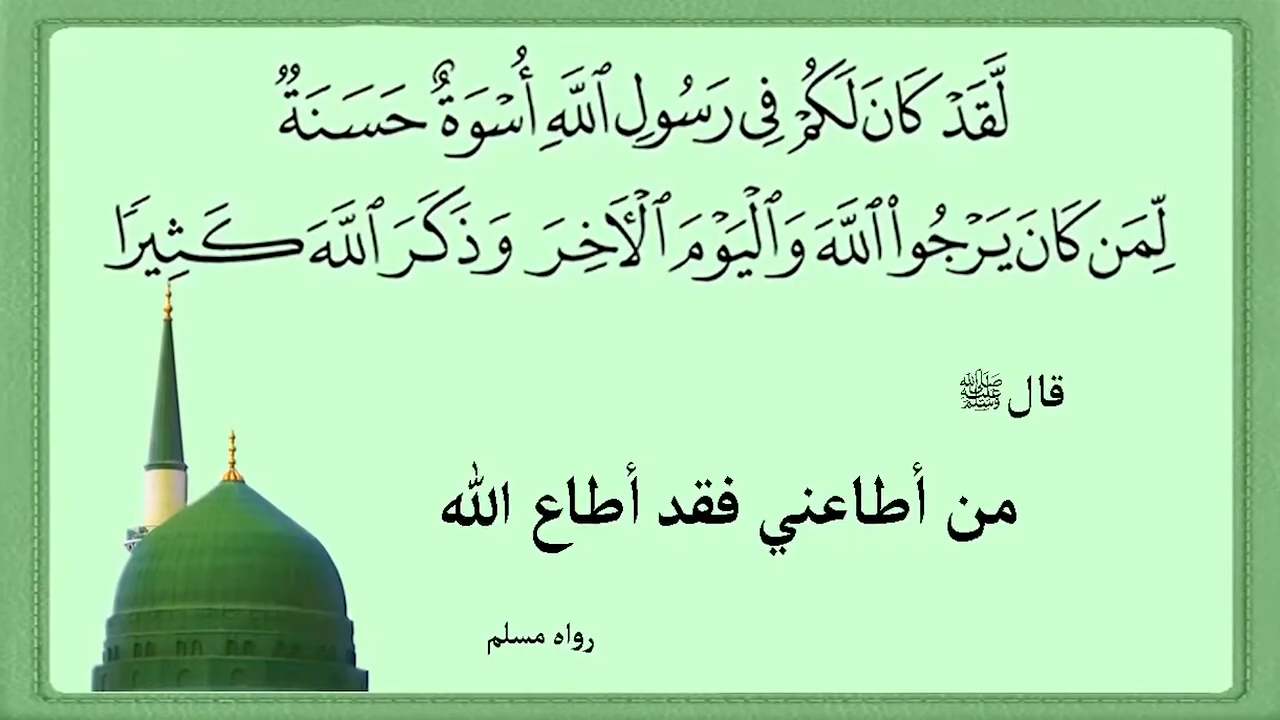 لَّقَدْ كَانَ لَكُمْ فِى رَسُولِ ٱللَّهِ أُسْوَةٌ حَسَنَةٌۭ
لِّمَن كَانَ يَرْجُوا۟ ٱللَّهَ وَٱلْيَوْمَ ٱلْـَٔاخِرَ وَذَكَرَ ٱللَّهَ كَثِيرًۭا
قال ﷺ
من أطاعني فقد أطاع الله
رواه مسلم